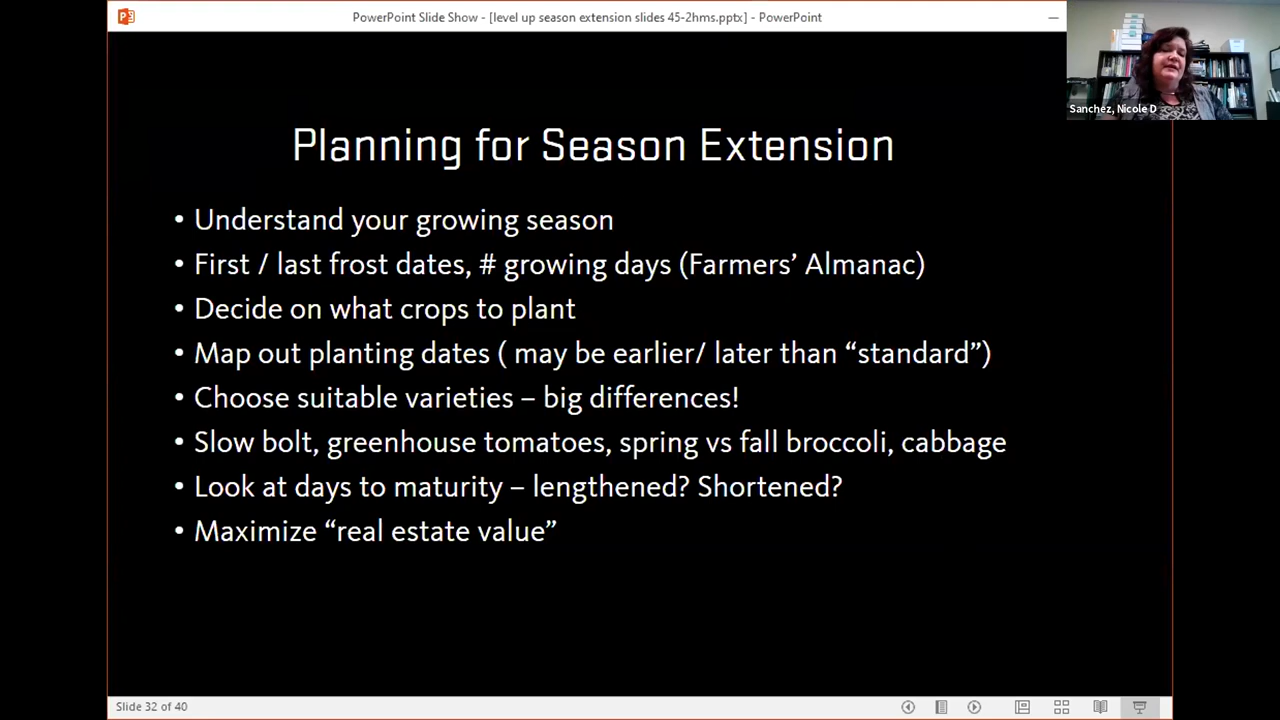 PowerPoint Slide Show - [level up season extension slides 45-2hms.pptx] - PowerPoint
Sanchez, Nicole D
Planning for Season Extension
• Understand your growing season
• First / last frost dates, # growing days (Farmers’ Almanac)
• Decide on what crops to plant
• Map out planting dates ( may be earlier/ later than “standard”)
• Choose suitable varieties – big differences!
• Slow bolt, greenhouse tomatoes, spring vs fall broccoli, cabbage
• Look at days to maturity – lengthened? Shortened?
• Maximize “real estate value”
Slide 32 of 40